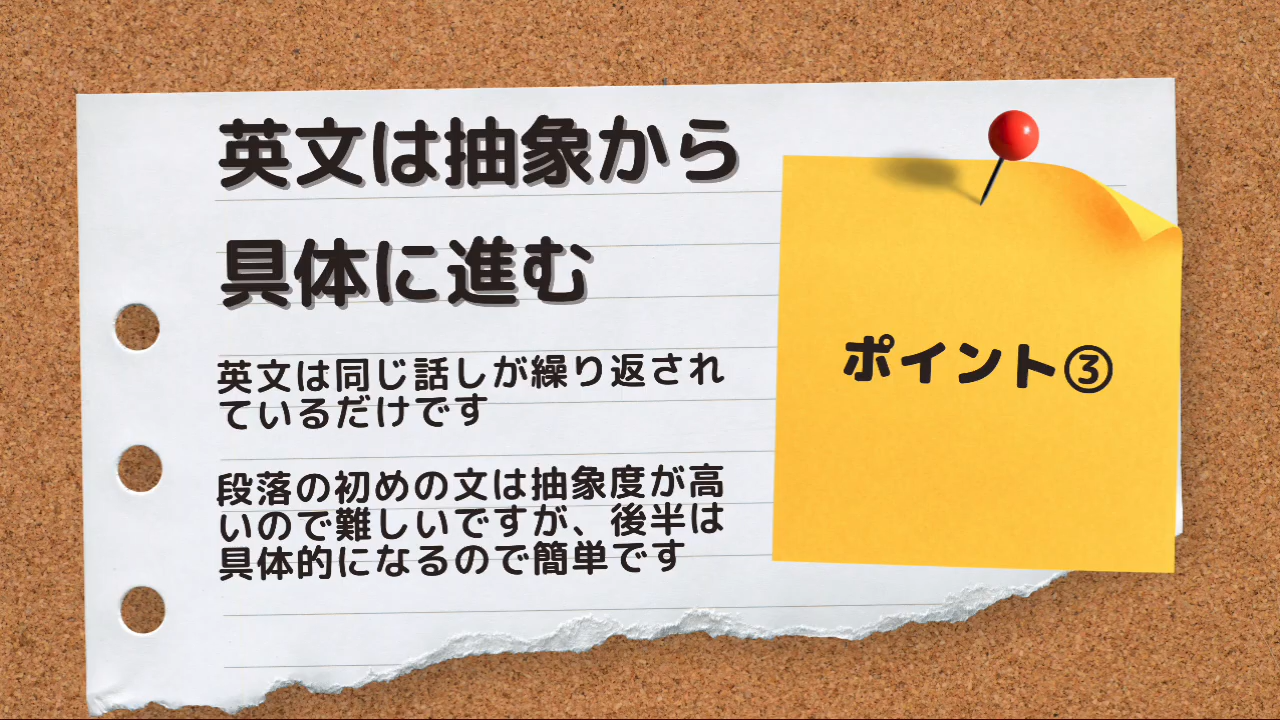 英文は抽象から
具体に進む
英文は同じ話しが繰り返され
ているだけです
段落の初めの文は抽象度が高
いので難しいですが、後半は
具体的になるので簡単です
ポイント③